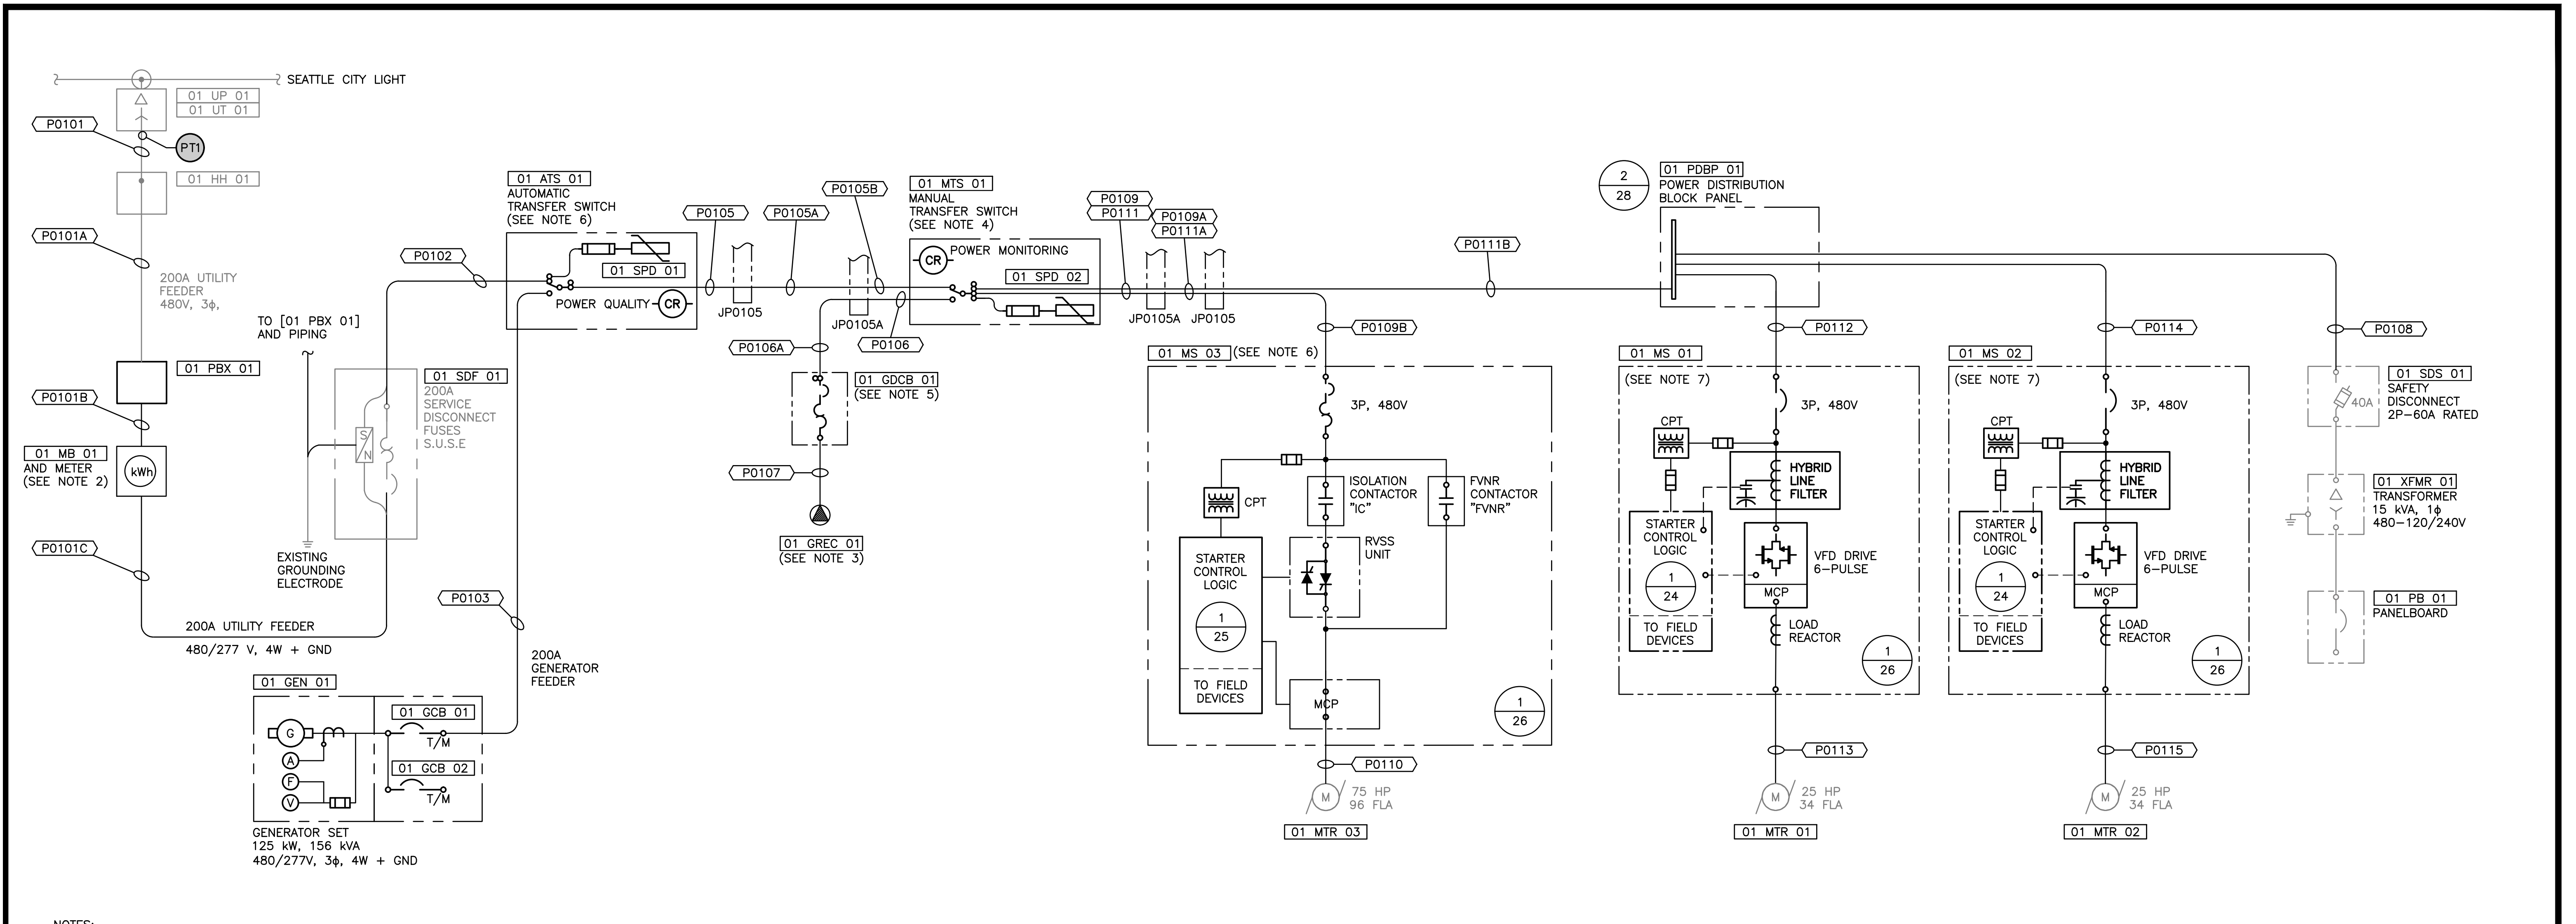 SEATTLE CITY LIGHT
01 UP 01
01 UT 01
P0101
PT1
01 HH 01
P0101A
200A UTILITY
FEEDER
480V, 3ϕ,
TO [01 PBX 01]
AND PIPING
01 PBX 01
P0101B
01 MB 01
AND METER
(SEE NOTE 2)
kWh
P0101C
200A UTILITY FEEDER
480/277 V, 4W + GND
EXISTING
GROUNDING
ELECTRODE
S
N
01 SDF 01
200A
SERVICE
DISCONNECT
FUSES
S.U.S.E
P0102
P0103
200A
GENERATOR
FEEDER
01 GEN 01
G
A
F
V
01 GCB 01
T/M
01 GCB 02
T/M
GENERATOR SET
125 kW, 156 kVA
480/277V, 3ϕ, 4W + GND
01 ATS 01
AUTOMATIC
TRANSFER SWITCH
(SEE NOTE 6)
01 SPD 01
POWER QUALITY
CR
P0105
JP0105
P0105A
P0105B
JP0105A
P0106
P0106A
01 GDCB 01
(SEE NOTE 5)
P0107
01 GREC 01
(SEE NOTE 3)
01 MTS 01
MANUAL
TRANSFER SWITCH
(SEE NOTE 4)
CR
POWER MONITORING
01 SPD 02
P0109
P0111
P0109A
P0111A
JP0105A
JP0105
P0109B
01 MS 03
(SEE NOTE 6)
3P, 480V
CPT
ISOLATION
CONTACTOR
"IC"
FVNR
CONTACTOR
"FVNR"
RVSS
UNIT
STARTER
CONTROL
LOGIC
1
25
TO FIELD
DEVICES
MCP
1
26
P0110
M
75 HP
96 FLA
01 MTR 03
P0111B
2
28
01 PDBP 01
POWER DISTRIBUTION
BLOCK PANEL
P0112
01 MS 01
(SEE NOTE 7)
3P, 480V
CPT
HYBRID
LINE
FILTER
STARTER
CONTROL
LOGIC
1
24
TO FIELD
DEVICES
VFD DRIVE
6-PULSE
MCP
LOAD
REACTOR
1
26
P0113
M
25 HP
34 FLA
01 MTR 01
P0114
01 MS 02
(SEE NOTE 7)
3P, 480V
CPT
HYBRID
LINE
FILTER
STARTER
CONTROL
LOGIC
1
24
TO FIELD
DEVICES
VFD DRIVE
6-PULSE
MCP
LOAD
REACTOR
1
26
P0115
M
25 HP
34 FLA
01 MTR 02
P0108
40A
01 SDS 01
SAFETY
DISCONNECT
2P-60A RATED
01 XFMR 01
TRANSFORMER
15 kVA, 1ϕ
480-120/240V
01 PB 01
PANELBOARD
NOTES: